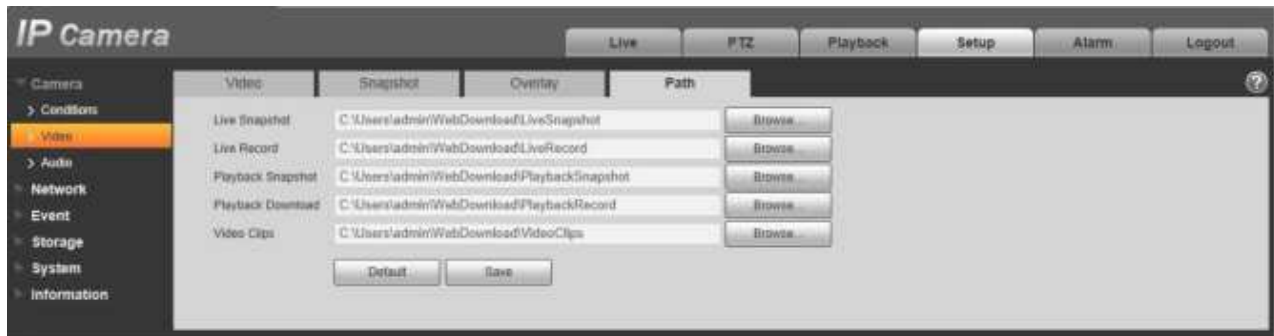 IP Camera
Live
PTZ
Playback
Setup
Alarm
Logout
Camera
Conditions
Video
Audio
Network
Event
Storage
System
Information
Video
Snapshot
Overlay
Path
?
Live Snapshot C:\Users\admin\WebDownload\LiveSnapshot Browse...
Live Record C:\Users\admin\WebDownload\LiveRecord Browse...
Playback Snapshot C:\Users\admin\WebDownload\PlaybackSnapshot Browse...
Playback Download C:\Users\admin\WebDownload\PlaybackRecord Browse...
Video Clips C:\Users\admin\WebDownload\VideoClips Browse...
Default
Save